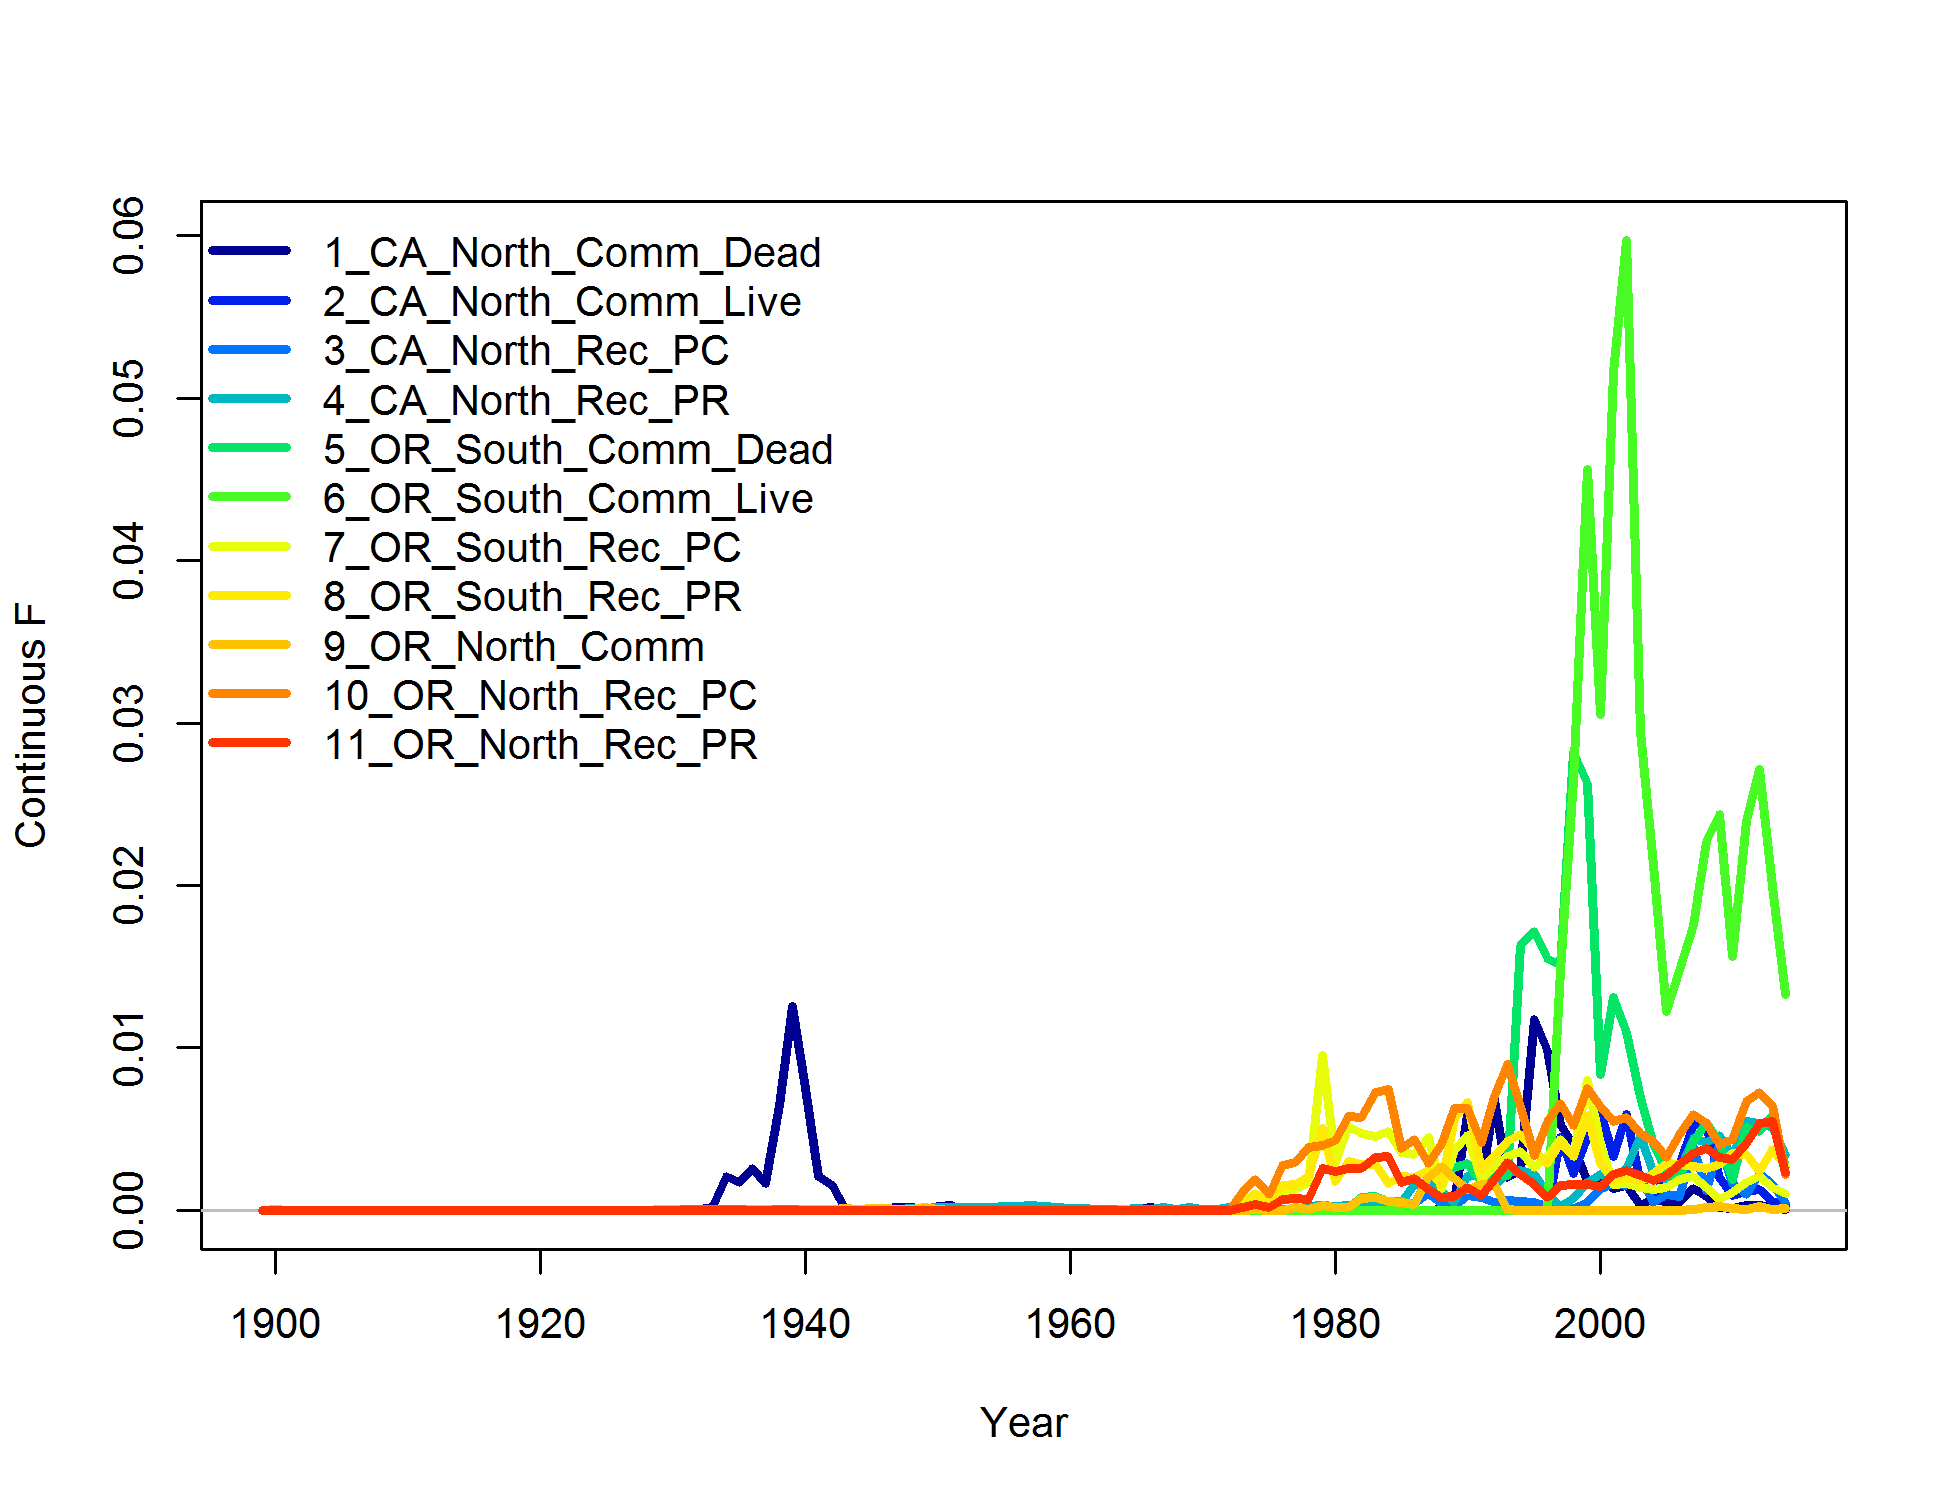 1_CA_North_Comm_Dead
2_CA_North_Comm_Live
3_CA_North_Rec_PC
4_CA_North_Rec_PR
5_OR_South_Comm_Dead
6_OR_South_Comm_Live
7_OR_South_Rec_PC
8_OR_South_Rec_PR
9_OR_North_Comm
10_OR_North_Rec_PC
11_OR_North_Rec_PR
0.06
0.05
0.04
0.03
0.02
0.01
0.00
Continuous F
1900 1920 1940 1960 1980 2000
Year